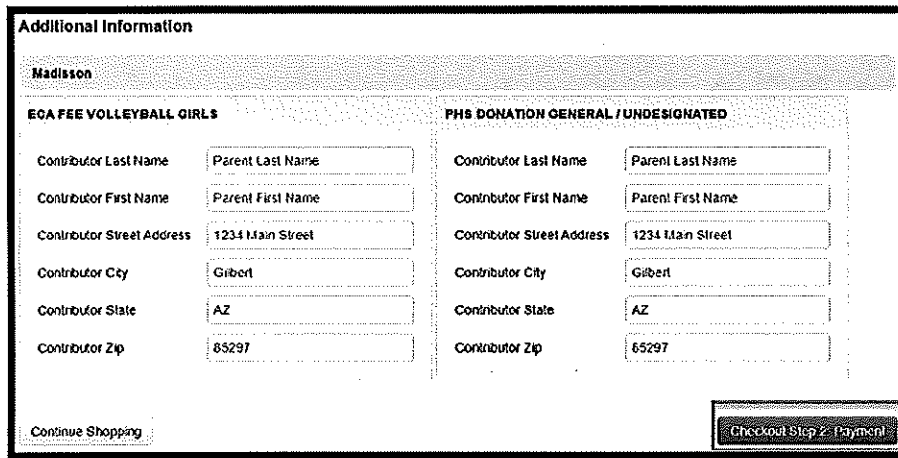 Additional Information
Madisson
ECA FEE VOLLEYBALL GIRLS
Contributor Last Name Parent Last Name
Contributor First Name Parent First Name
Contributor Street Address 1234 Main Street
Contributor City Gilbert
Contributor State AZ
Contributor Zip 85297
PHS DONATION GENERAL / UNDESIGNATED
Contributor Last Name Parent Last Name
Contributor First Name Parent First Name
Contributor Street Address 1234 Main Street
Contributor City Gilbert
Contributor State AZ
Contributor Zip 85297
Continue Shopping
Checkout Step 2: Payment